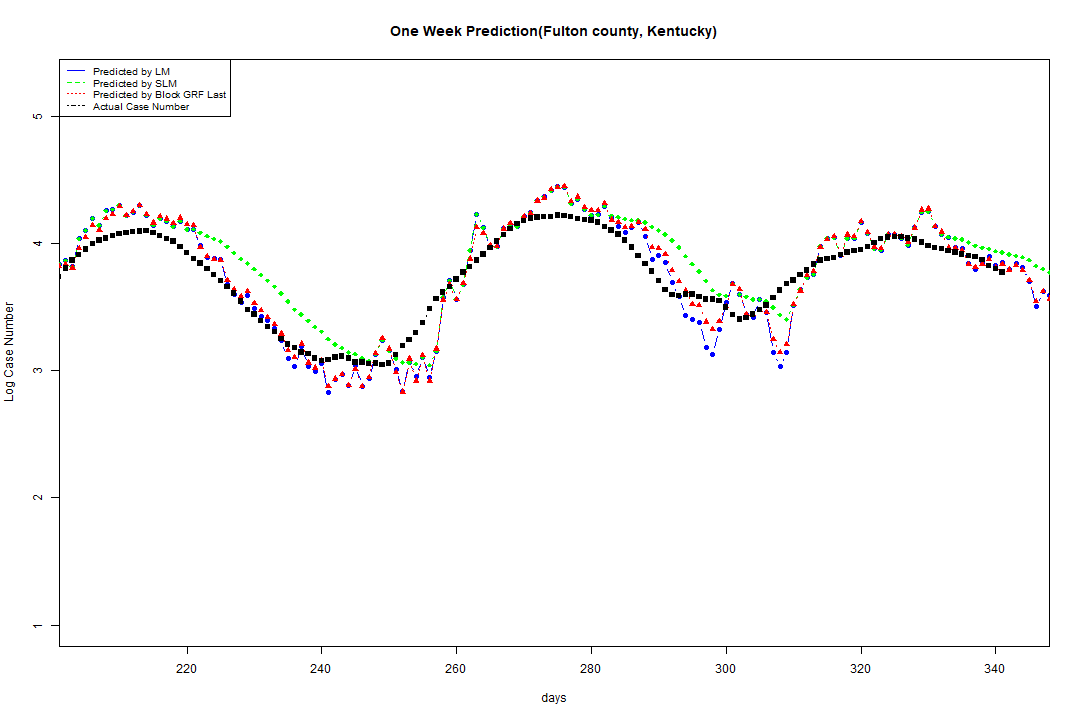 One Week Prediction(Fulton county, Kentucky)
Predicted by LM
Predicted by SLM
Predicted by Block GRF Last
Actual Case Number
5
4
3
2
1
Log Case Number
220 240 260 280 300 320 340
days